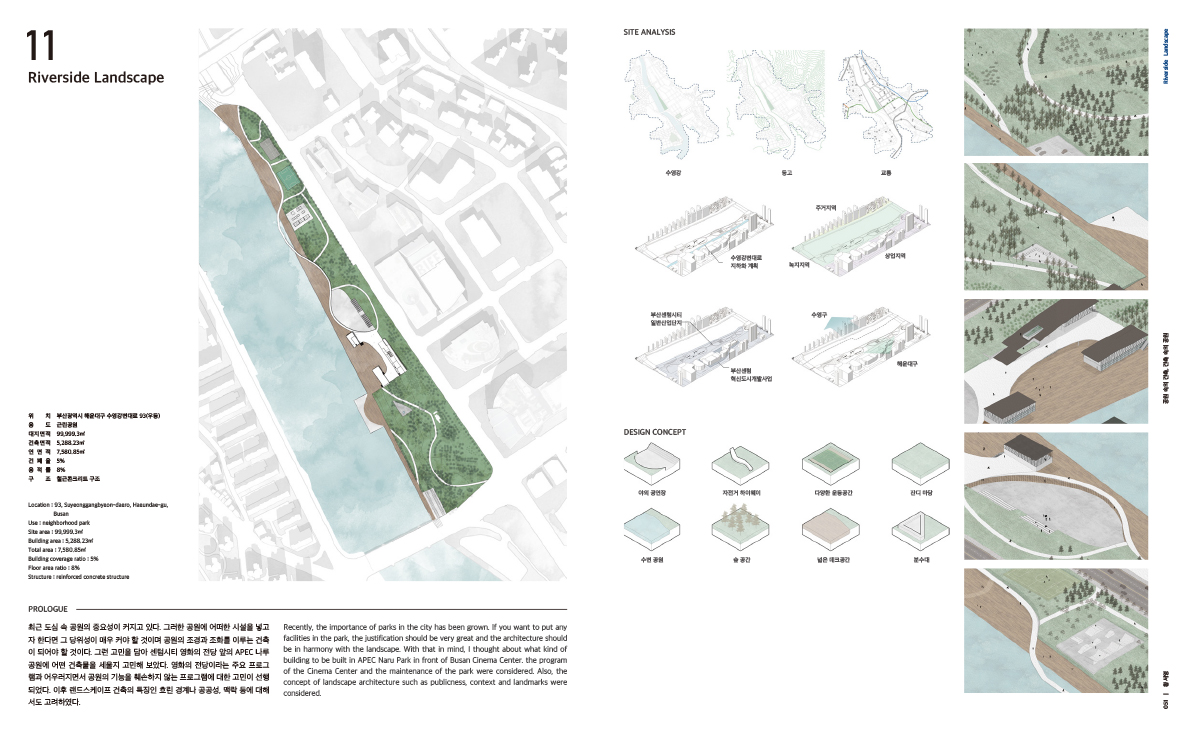 11
Riverside Landscape
위 치 부산광역시 해운대구 수영강변대로 93(우동)
용 도 근린공원
대지면적 99,999.3㎡
건축면적 5,288.23㎡
연 면 적 7,580.85㎡
건 폐 율 5%
용 적 률 8%
구 조 철근콘크리트 구조
Location : 93, Suyeonggangbyeon-daero, Haeundae-gu,
Busan
Use : neighborhood park
Site area : 99,999.3㎡
Building area : 5,288.23㎡
Total area : 7,580.85㎡
Building coverage ratio : 5%
Floor area ratio : 8%
Structure : reinforced concrete structure
PROLOGUE
최근 도심 속 공원의 중요성이 커지고 있다. 그러한 공원에 어떠한 시설을 넣고
자 한다면 그 당위성이 매우 커야 할 것이며 공원의 조경과 조화를 이루는 건축
이 되어야 할 것이다. 그런 고민을 담아 센텀시티 영화의 전당 앞의 APEC 나루
공원에 어떤 건축물을 세울지 고민해 보았다. 영화의 전당이라는 주요 프로그
램과 어우러지면서 공원의 기능을 훼손하지 않는 프로그램에 대한 고민이 선행
되었다. 이후 랜드스케이프 건축의 특징인 흐린 경계나 공공성, 맥락 등에 대해
서도 고려하였다.
Recently, the importance of parks in the city has been grown. If you want to put any
facilities in the park, the justification should be very great and the architecture should
be in harmony with the landscape. With that in mind, I thought about what kind of
building to be built in APEC Naru Park in front of Busan Cinema Center. the program
of the Cinema Center and the maintenance of the park were considered. Also, the
concept of landscape architecture such as publicness, context and landmarks were
considered.
SITE ANALYSIS
수영강
등고
교통
수영강변대로
지하화 계획
주거지역
녹지지역
상업지역
부산센텀시티
일반산업단지
부산센텀
혁신도시개발사업
수영구
해운대구
DESIGN CONCEPT
야외 공연장
자전거 하이웨이
다양한 운동공간
잔디 마당
수변 공원
숲 공간
넓은 데크공간
분수대
Riverside Landscape
공원 속의 건축, 건축 속의 공원
051 | 황서영